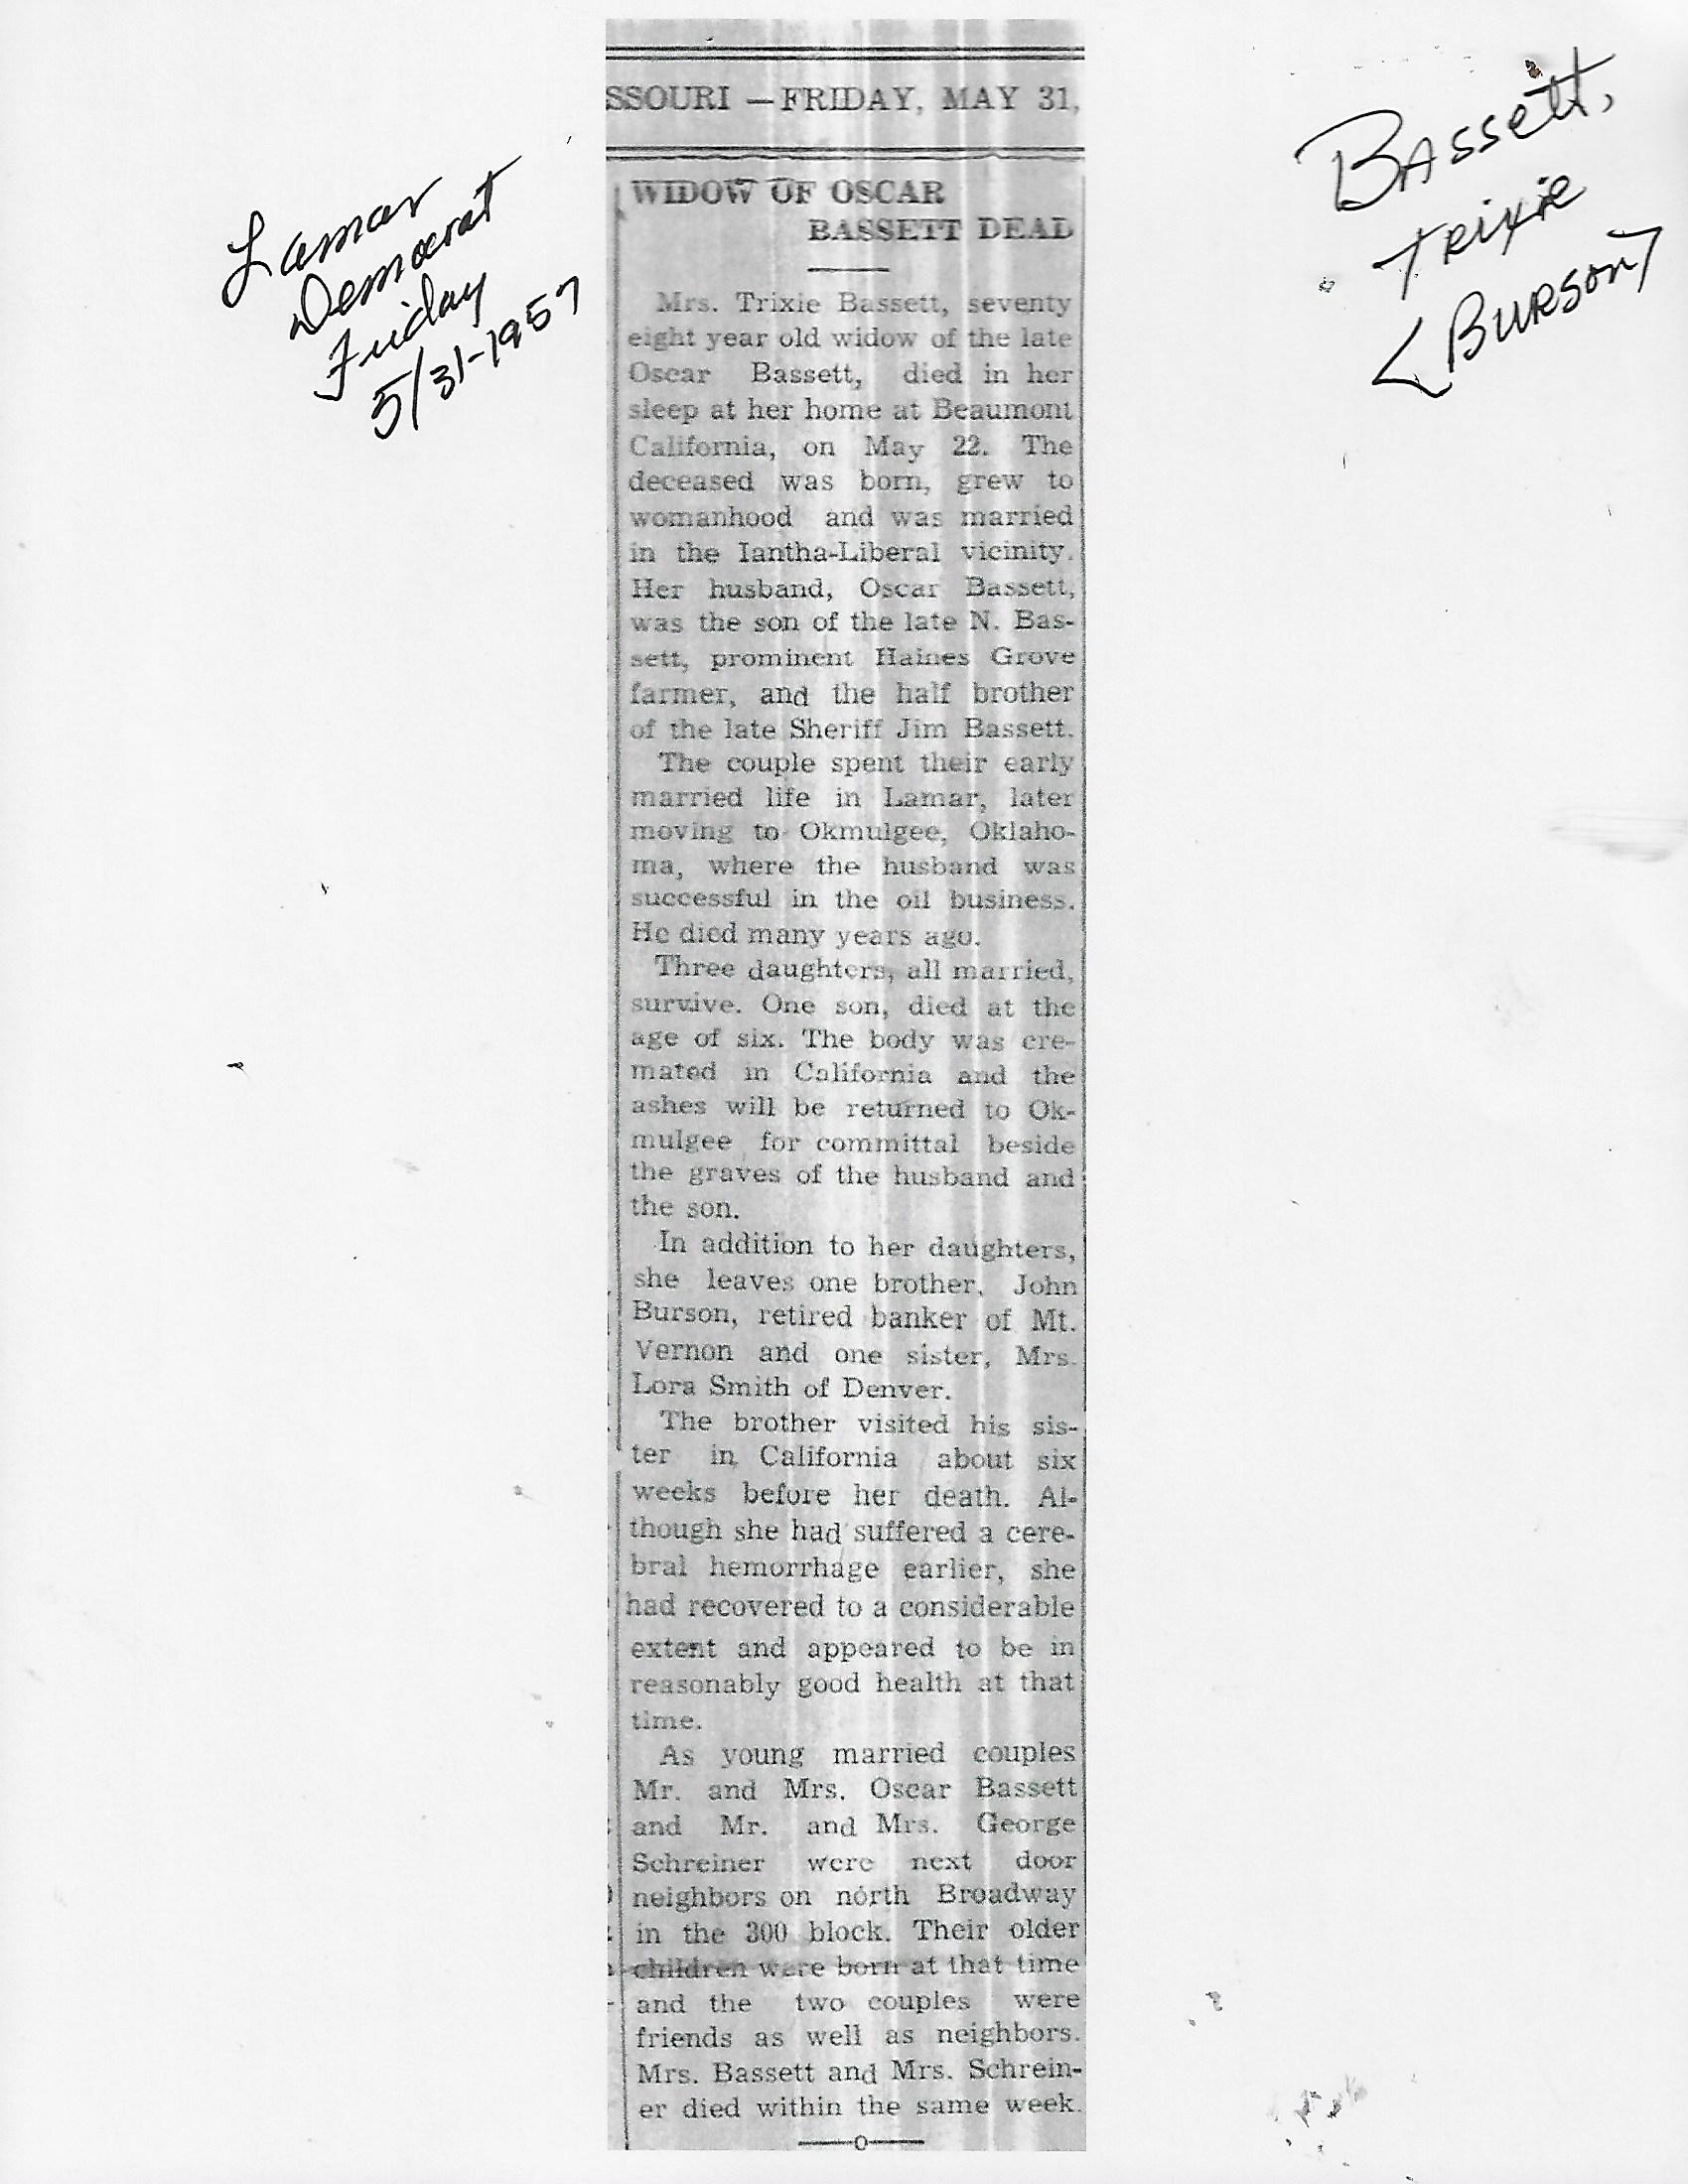 Lamar
Democrat
Friday
5/31-1957
Bassett,
Trixie
<Burson>
SSOURI — FRIDAY, MAY 31,
WIDOW OF OSCAR
BASSETT DEAD
Mrs. Trixie Bassett, seventy
eight year old widow of the late
Oscar Bassett, died in her
sleep at her home at Beaumont
California, on May 22. The
deceased was born, grew to
womanhood and was married
in the Iantha-Liberal vicinity.
Her husband, Oscar Bassett,
was the son of the late N. Bas-
sett, prominent Haines Grove
farmer, and the half brother
of the late Sheriff Jim Bassett.
The couple spent their early
married life in Lamar, later
moving to Okmulgee, Oklaho-
ma, where the husband was
successful in the oil business.
He died many years ago.
Three daughters, all married,
survive. One son, died at the
age of six. The body was cre-
mated in California and the
ashes will be returned to Ok-
mulgee for committal beside
the graves of the husband and
the son.
In addition to her daughters,
she leaves one brother, John
Burson, retired banker of Mt.
Vernon and one sister, Mrs.
Lora Smith of Denver.
The brother visited his sis-
ter in California about six
weeks before her death. Al-
though she had suffered a cere-
bral hemorrhage earlier, she
had recovered to a considerable
extent and appeared to be in
reasonably good health at that
time.
As young married couples
Mr. and Mrs. Oscar Bassett
and Mr. and Mrs. George
Schreiner were next door
neighbors on north Broadway
in the 300 block. Their older
children were born at that time
and the two couples were
friends as well as neighbors.
Mrs. Bassett and Mrs. Schrein-
er died within the same week.
—o—